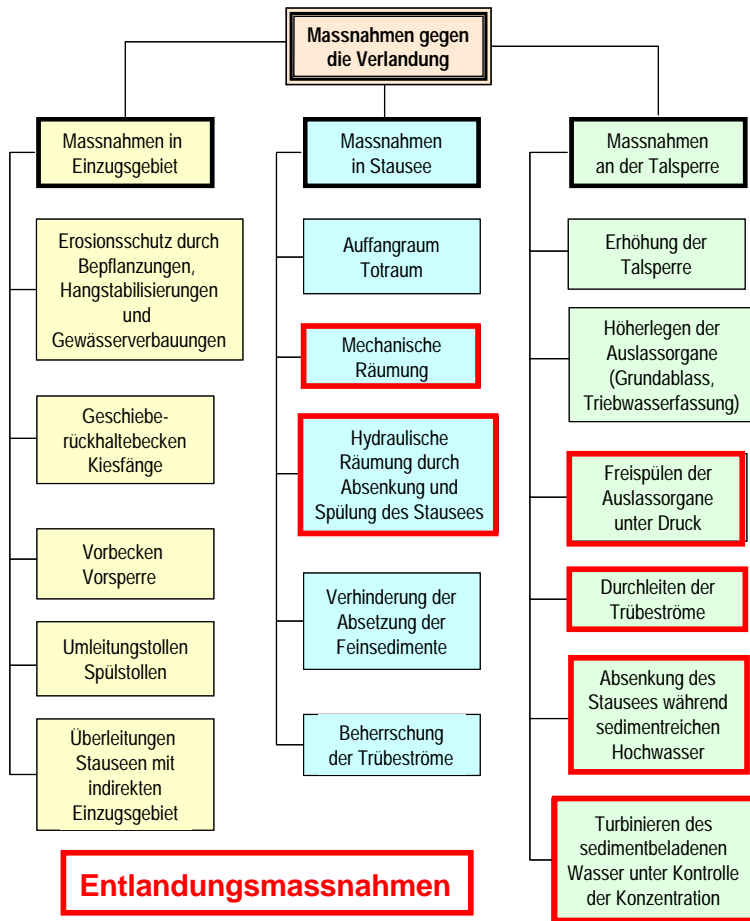 Massnahmen gegen
die Verlandung
Massnahmen in
Einzugsgebiet
Erosionsschutz durch
Bepflanzungen,
Hangstabilisierungen
und
Gewässerverbauungen
Geschiebe-
rückhaltebecken
Kiesfänge
Vorbecken
Vorsperre
Umleitungstollen
Spülstollen
Überleitungen
Stauseen mit
indirekten
Einzugsgebiet
Massnahmen
in Stausee
Auffangraum
Totraum
Mechanische
Räumung
Hydraulische
Räumung durch
Absenkung und
Spülung des Stausees
Verhinderung der
Absetzung der
Feinsedimente
Beherrschung
der Trübeströme
Massnahmen
an der Talsperre
Erhöhung der
Talsperre
Höherlegen der
Auslassorgane
(Grundablass,
Triebwasserfassung)
Freispülen der
Auslassorgane
unter Druck
Durchleiten der
Trübeströme
Absenkung des
Stausees während
sedimentreichen
Hochwasser
Turbinieren des
sedimentbeladenen
Wasser unter Kontrolle
der Konzentration
Entlandungsmassnahmen